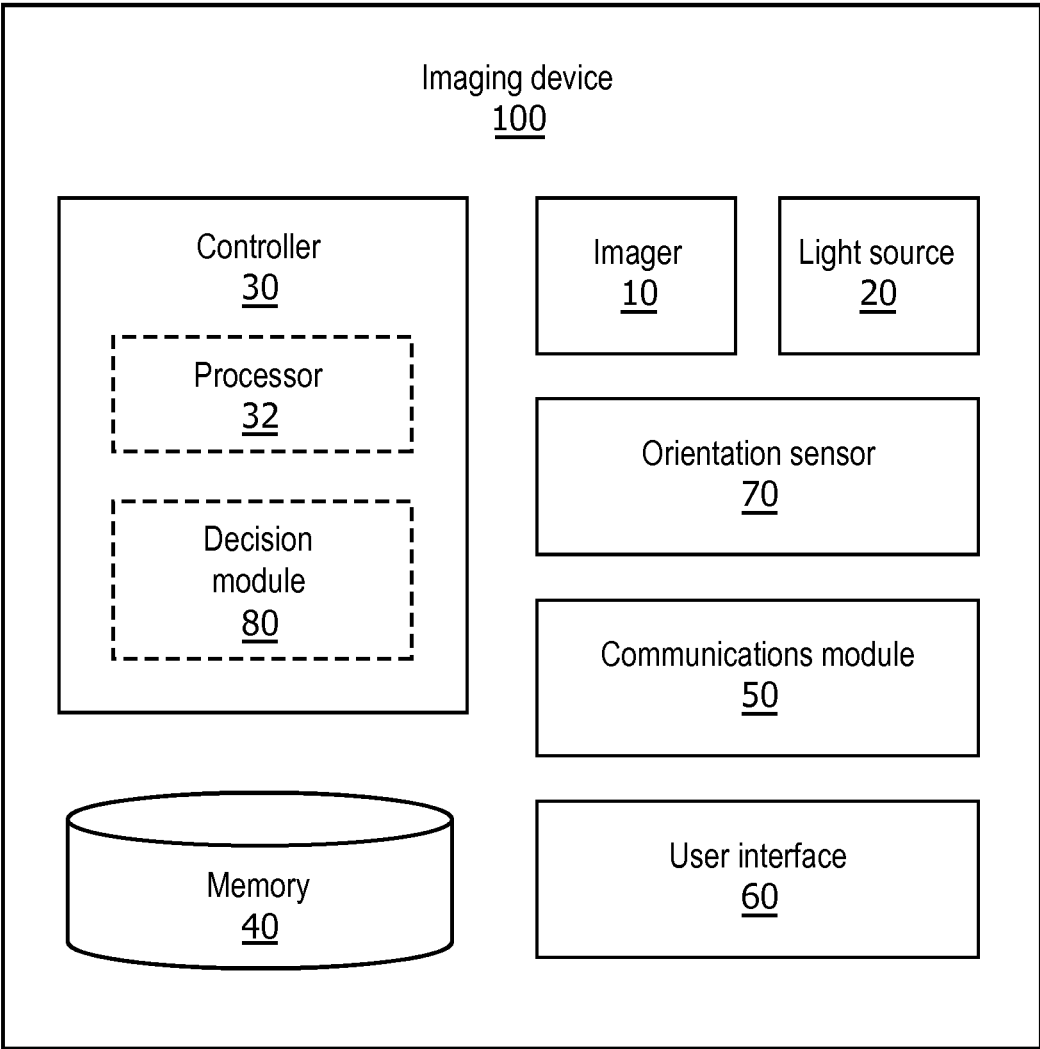 Imaging device
100
Controller
30
Processor
32
Decision
module
80
Memory
40
Imager
10
Light source
20
Orientation sensor
70
Communications module
50
User interface
60